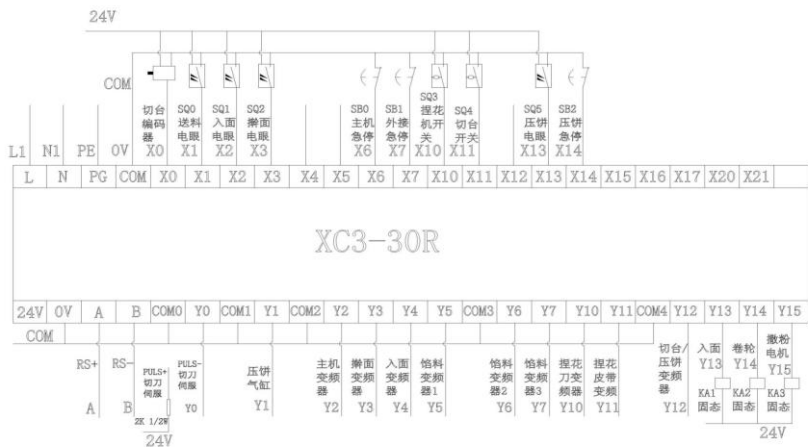 24V
COM
切台
编码
器
X0
SQ0
送料
电眼
X1
SQ1
入面
电眼
X2
SQ2
擀面
电眼
X3
SB0
主机
急停
X6
SB1
外接
急停
X7
SQ3
捏花
机开
关
X10
SQ4
切台
开关
X11
SQ5
压饼
电眼
X13
SB2
压饼
急停
X14
L1 N1 PE 0V
L N PG COM X0 X1 X2 X3 X4 X5 X6 X7 X10 X11 X12 X13 X14 X15 X16 X17 X20 X21
XC3-30R
24V 0V A B COM0 Y0 COM1 Y1 COM2 Y2 Y3 Y4 Y5 COM3 Y6 Y7 Y10 Y11 COM4 Y12 Y13 Y14 Y15
COM
RS+
A
RS-
B
PULS+
切刀
伺服
2K 1/2W
24V
PULS-
切刀
伺服
Y0
压饼
气缸
Y1
主机
变频
器
Y2
擀面
变频
器
Y3
入面
变频
器
Y4
馅料
变频
器1
Y5
馅料
变频
器2
Y6
馅料
变频
器3
Y7
捏花
刀变
频器
Y10
捏花
皮带
变频
Y11
切台/
压饼
变频
器
Y12
入面
Y13
KA1
固态
卷轮
Y14
KA2
固态
撒粉
电机
Y15
KA3
固态
24V